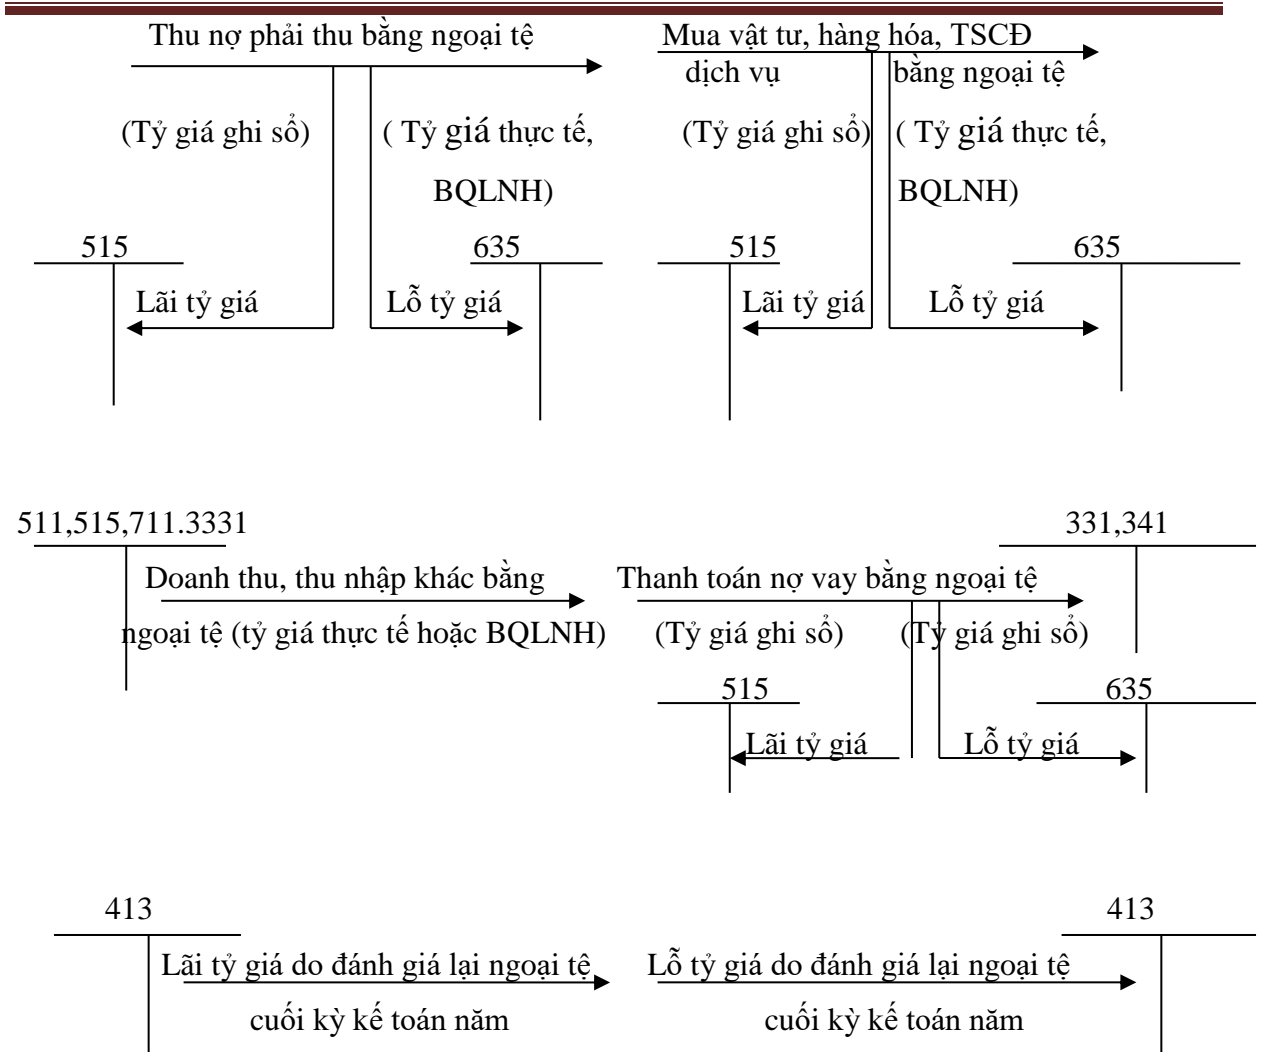 Thu nợ phải thu bằng ngoại tệ
Mua vật tư, hàng hóa, TSCĐ
dịch vụ
bằng ngoại tệ
(Tỷ giá ghi sổ)
( Tỷ giá thực tế,
BQLNH)
(Tỷ giá ghi sổ)
( Tỷ giá thực tế,
BQLNH)
515
635
515
635
Lãi tỷ giá
Lỗ tỷ giá
Lãi tỷ giá
Lỗ tỷ giá
511,515,711.3331
331,341
Doanh thu, thu nhập khác bằng
ngoại tệ (tỷ giá thực tế hoặc BQLNH)
Thanh toán nợ vay bằng ngoại tệ
(Tỷ giá ghi sổ)
(Tỷ giá ghi sổ)
515
635
Lãi tỷ giá
Lỗ tỷ giá
413
413
Lãi tỷ giá do đánh giá lại ngoại tệ
cuối kỳ kế toán năm
Lỗ tỷ giá do đánh giá lại ngoại tệ
cuối kỳ kế toán năm